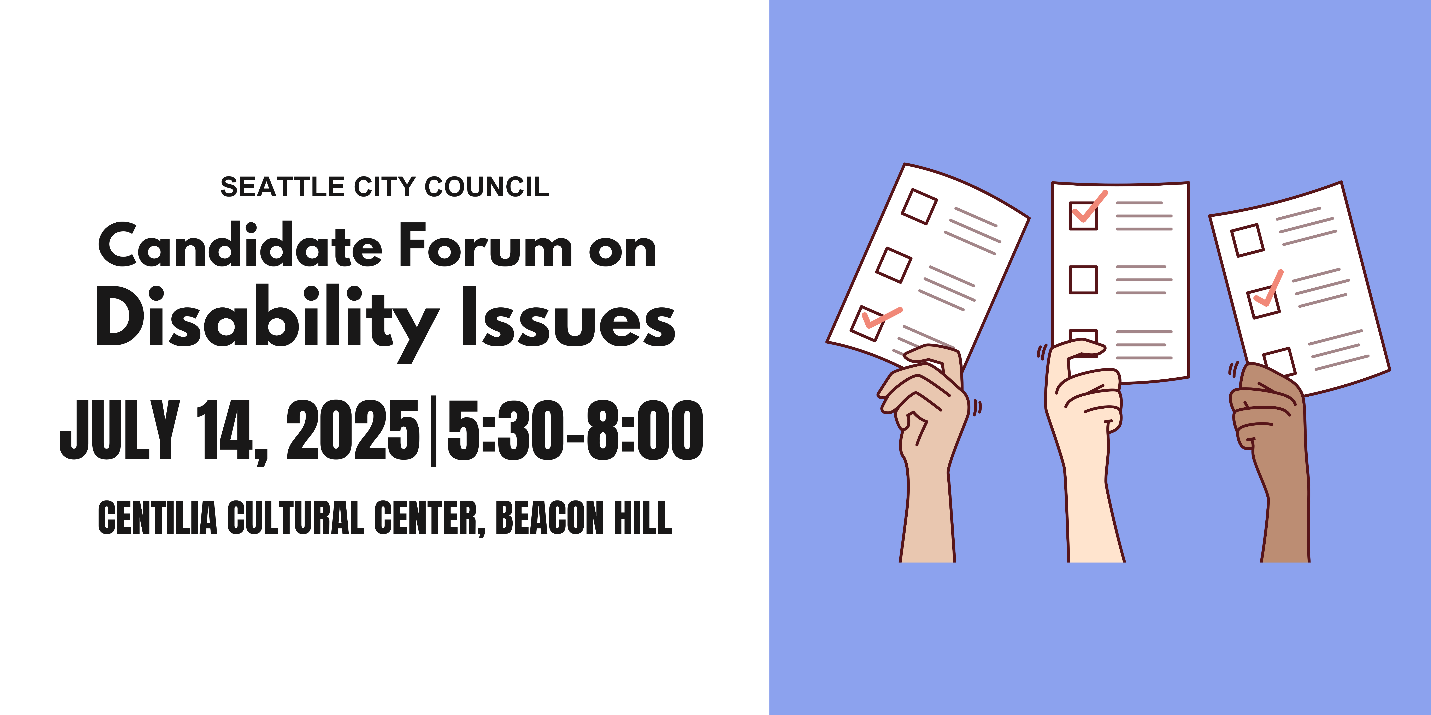 SEATTLE CITY COUNCIL
Candidate Forum on
Disability Issues
JULY 14, 2025|5:30-8:00
CENTILIA CULTURAL CENTER, BEACON HILL